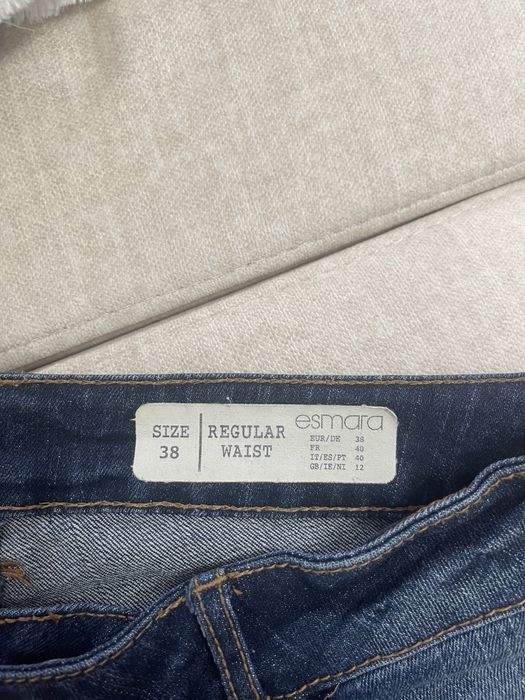 SIZE
38
REGULAR
WAIST
esmara
EUR/DE 38
FR 40
IT/ES/PT 40
GB/IE/NI 12